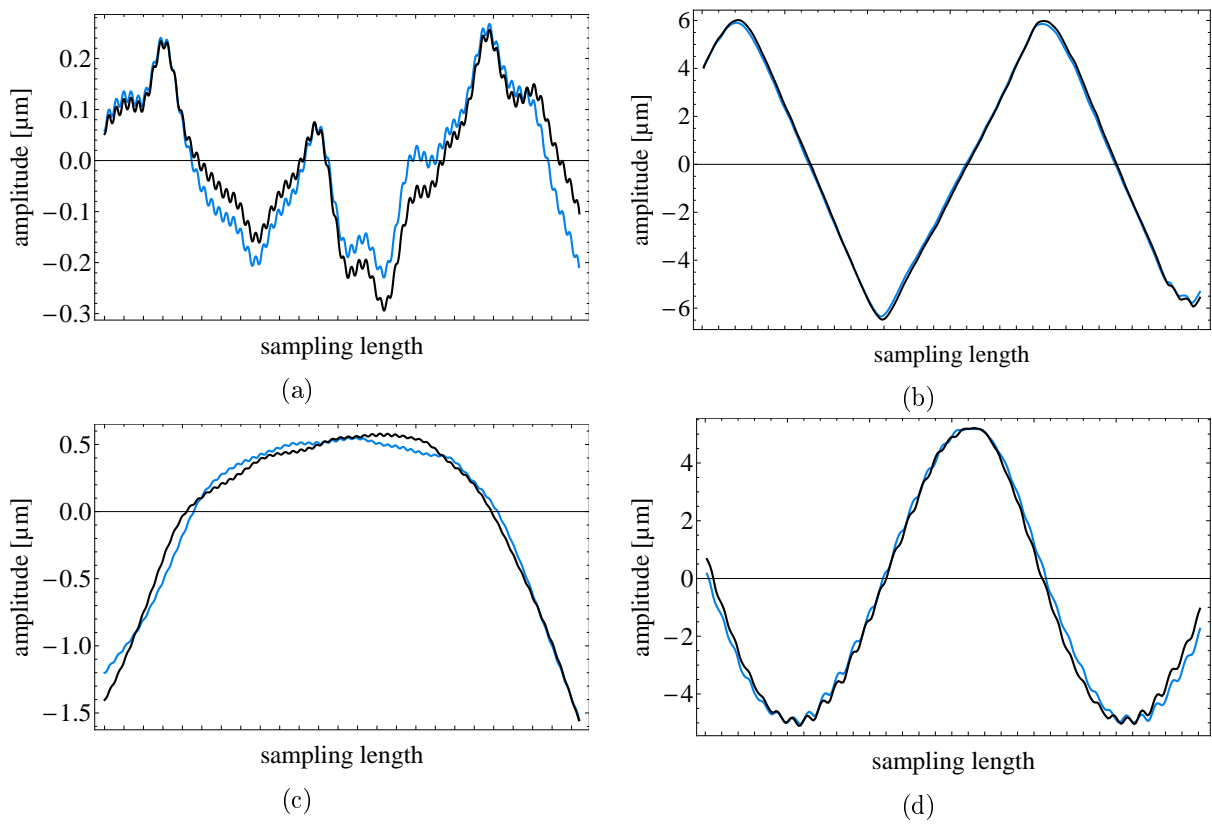 amplitude [µm]
0.2
0.1
0.0
−0.1
−0.2
−0.3
sampling length
(a)
amplitude [µm]
6
4
2
0
−2
−4
−6
sampling length
(b)
amplitude [µm]
0.5
0.0
−0.5
−1.0
−1.5
sampling length
(c)
amplitude [µm]
4
2
0
−2
−4
sampling length
(d)